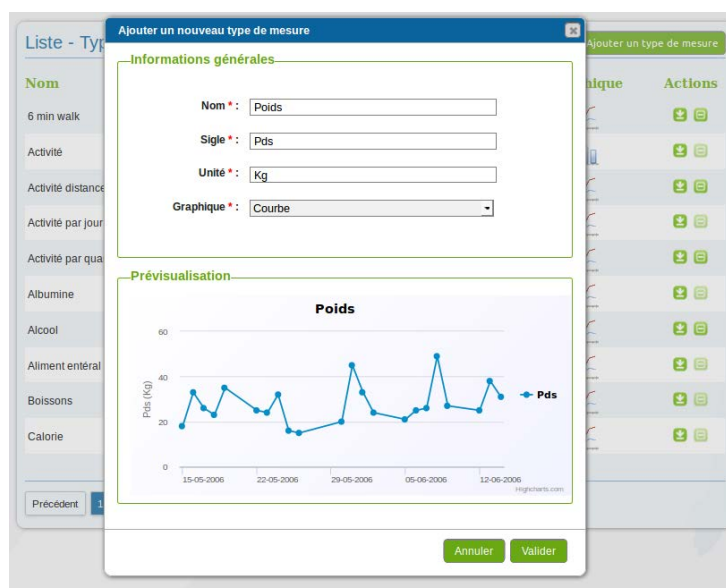 Liste - Typ
Ajouter un type de mesure
Nom
hique
Actions
6 min walk
Activité
Activité distance
Activité par jour
Activité par qua
Albumine
Alcool
Aliment entéral
Boissons
Calorie
Précédent
1
Ajouter un nouveau type de mesure
Informations générales
Nom * : Poids
Sigle * : Pds
Unité * : Kg
Graphique * : Courbe
Prévisualisation
Poids
60
40
20
0
Pds (Kg)
Pds
15-05-2006 22-05-2006 29-05-2006 05-06-2006 12-06-2006
Highcharts.com
Annuler Valider